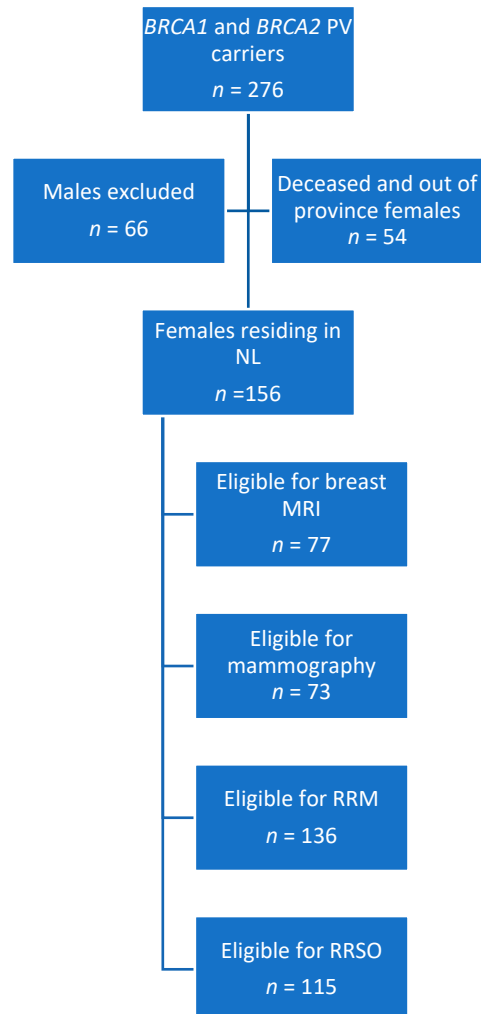 BRCA1 and BRCA2 PV
carriers
n = 276
Males excluded
n = 66
Deceased and out of
province females
n = 54
Females residing in
NL
n =156
Eligible for breast
MRI
n = 77
Eligible for
mammography
n = 73
Eligible for RRM
n = 136
Eligible for RRSO
n = 115